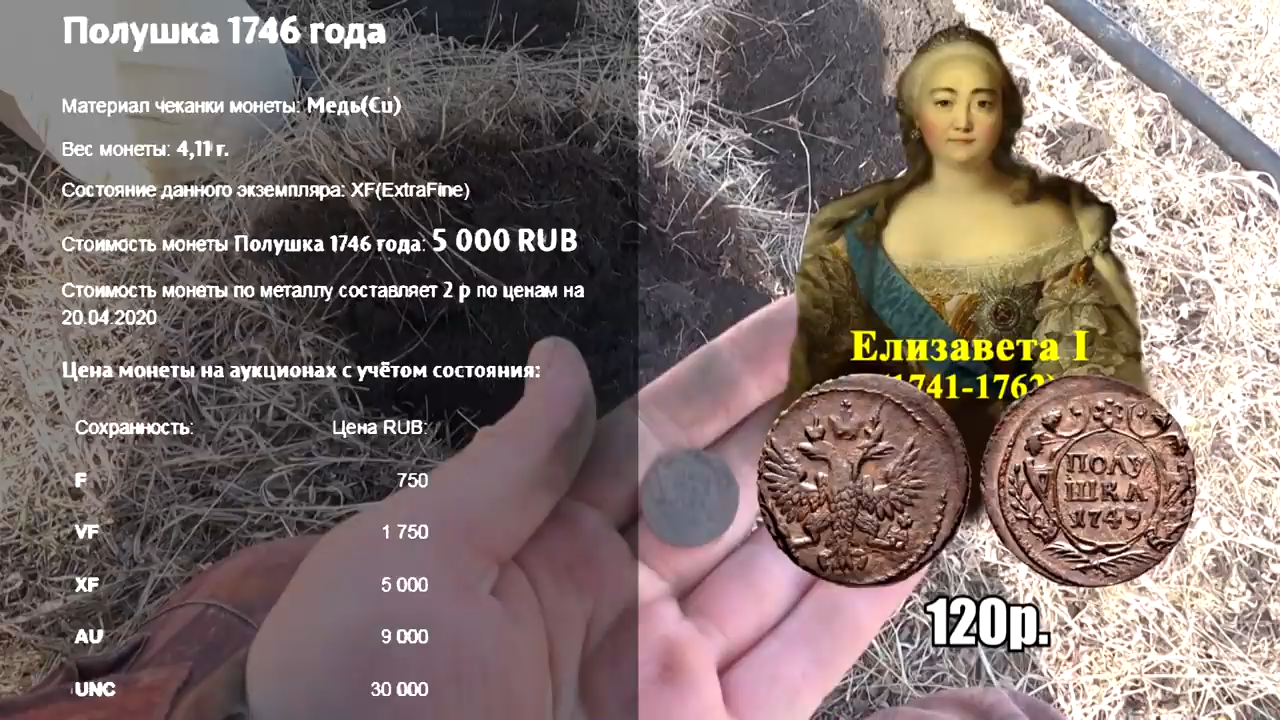 Полушка 1746 года
Материал чеканки монеты: Медь(Cu)
Вес монеты: 4,11 г.
Состояние данного экземпляра: XF(ExtraFine)
Стоимость монеты Полушка 1746 года: 5 000 RUB
Стоимость монеты по металлу составляет 2 р по ценам на
20.04.2020
Цена монеты на аукционах с учётом состояния:
Сохранность: Цена RUB:
F 750
VF 1 750
XF 5 000
AU 9 000
UNC 30 000
Елизавета I
(1741-1762)
ПОЛУ
ШКА
1749
120р.